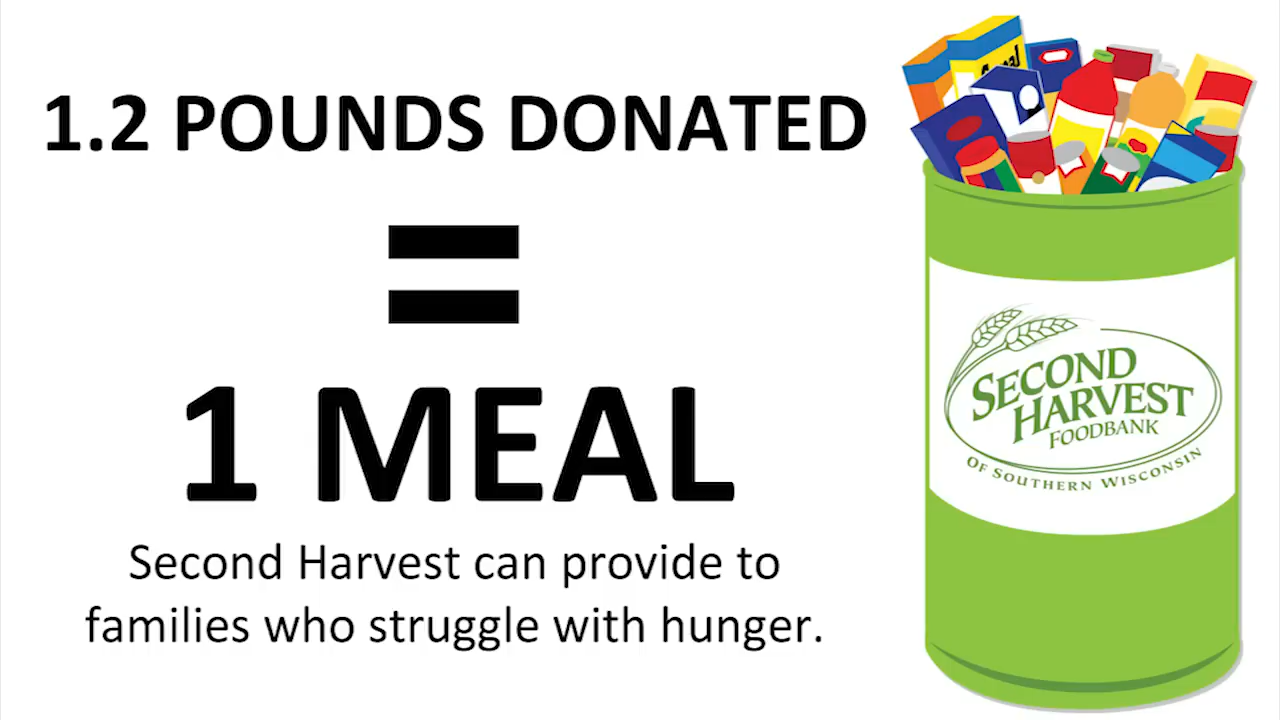 1.2 POUNDS DONATED
=
1 MEAL
Second Harvest can provide to
families who struggle with hunger.
SECOND
HARVEST
FOODBANK
OF SOUTHERN WISCONSIN